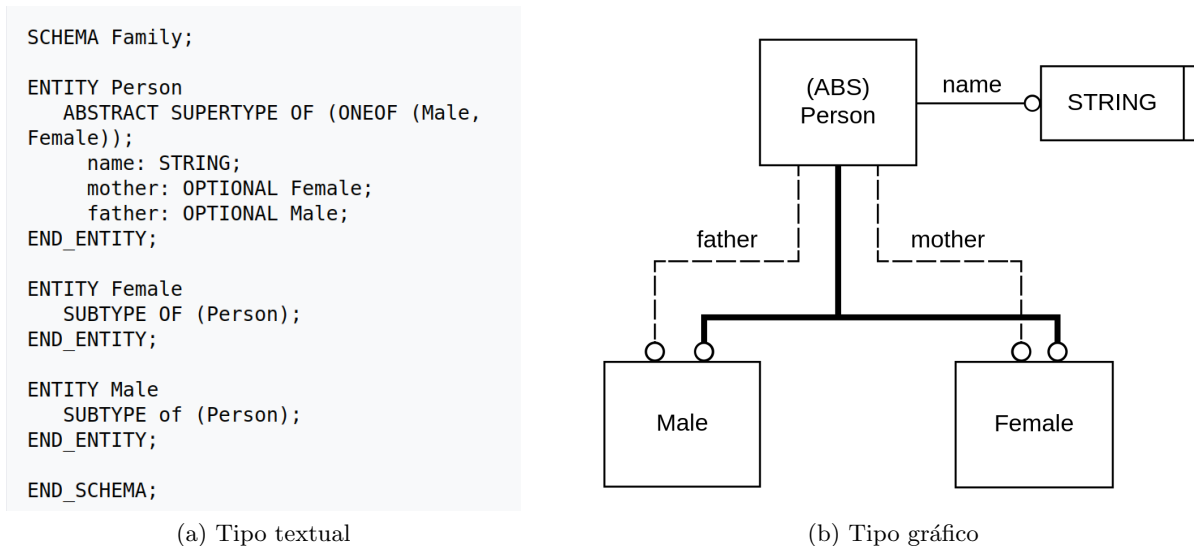 SCHEMA Family;
ENTITY Person
ABSTRACT SUPERTYPE OF (ONEOF (Male,
Female));
name: STRING;
mother: OPTIONAL Female;
father: OPTIONAL Male;
END_ENTITY;
ENTITY Female
SUBTYPE OF (Person);
END_ENTITY;
ENTITY Male
SUBTYPE of (Person);
END_ENTITY;
END_SCHEMA;
(a) Tipo textual
(ABS)
Person
name
STRING
father
mother
Male
Female
(b) Tipo gráfico